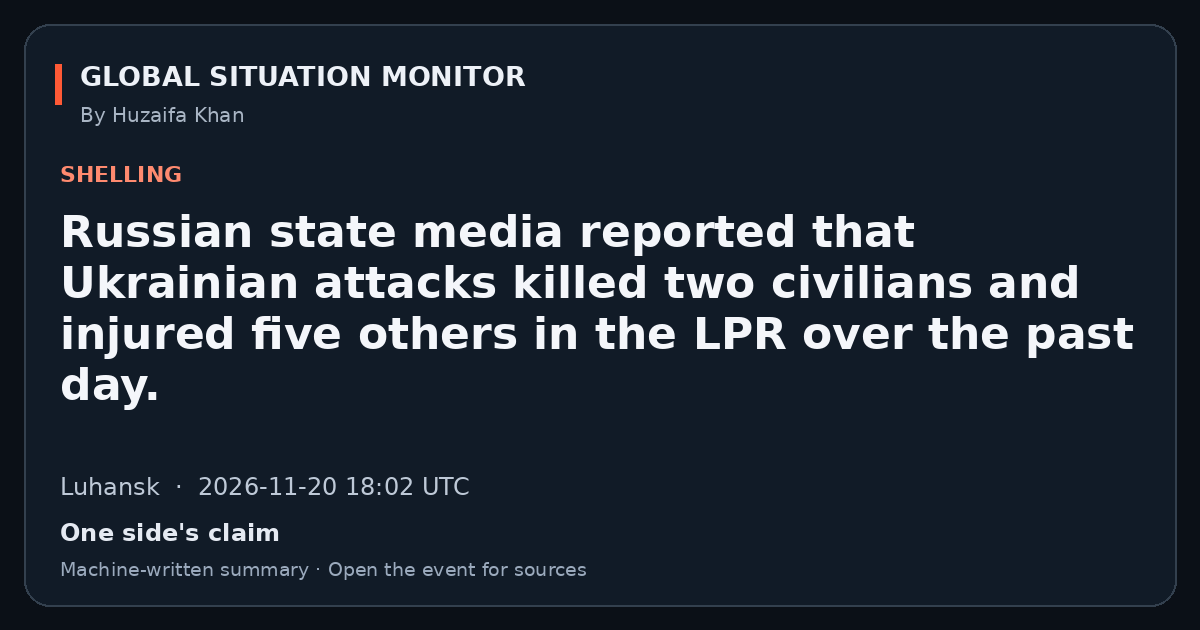 GLOBAL SITUATION MONITOR
By Huzaifa Khan
SHELLING
Russian state media reported that
Ukrainian attacks killed two civilians and
injured five others in the LPR over the past
day.
Luhansk · 2026-11-20 18:02 UTC
One side's claim
Machine-written summary · Open the event for sources